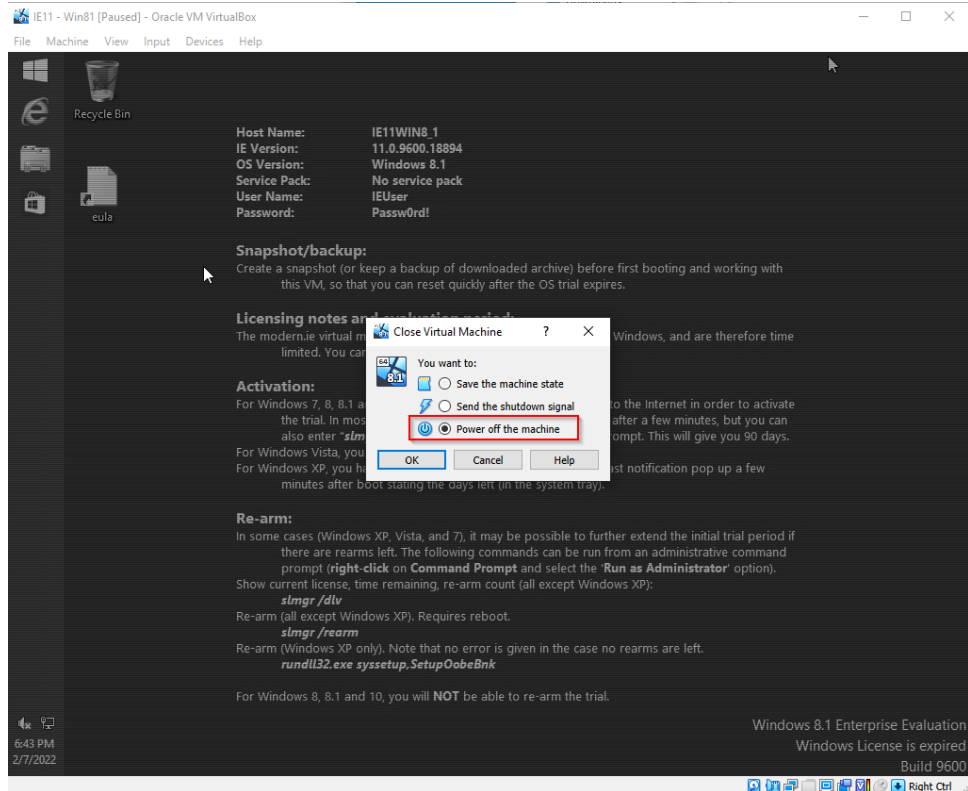 IE11 - Win81 [Paused] - Oracle VM VirtualBox
File Machine View Input Devices Help
Recycle Bin
eula
Host Name: IE11WIN8_1
IE Version: 11.0.9600.18894
OS Version: Windows 8.1
Service Pack: No service pack
User Name: IEUser
Password: Passw0rd!
Snapshot/backup:
Create a snapshot (or keep a backup of downloaded archive) before first booting and working with
this VM, so that you can reset quickly after the OS trial expires.
Licensing notes and evaluation period:
The modern.ie virtual m Windows, and are therefore time
limited. You can
Activation:
For Windows 7, 8, 8.1 a to the Internet in order to activate
the trial. In mos after a few minutes, but you can
also enter "slm ompt. This will give you 90 days.
For Windows Vista, you
For Windows XP, you ha ast notification pop up a few
minutes after boot stating the days left (in the system tray).
Close Virtual Machine ?
64
8.1
You want to:
Save the machine state
Send the shutdown signal
Power off the machine
OK Cancel Help
Re-arm:
In some cases (Windows XP, Vista, and 7), it may be possible to further extend the initial trial period if
there are rearms left. The following commands can be run from an administrative command
prompt (right-click on Command Prompt and select the 'Run as Administrator' option).
Show current license, time remaining, re-arm count (all except Windows XP):
slmgr /dlv
Re-arm (all except Windows XP). Requires reboot.
slmgr /rearm
Re-arm (Windows XP only). Note that no error is given in the case no rearms are left.
rundll32.exe syssetup,SetupOobeBnk
For Windows 8, 8.1 and 10, you will NOT be able to re-arm the trial.
6:43 PM
2/7/2022
Windows 8.1 Enterprise Evaluation
Windows License is expired
Build 9600
Right Ctrl